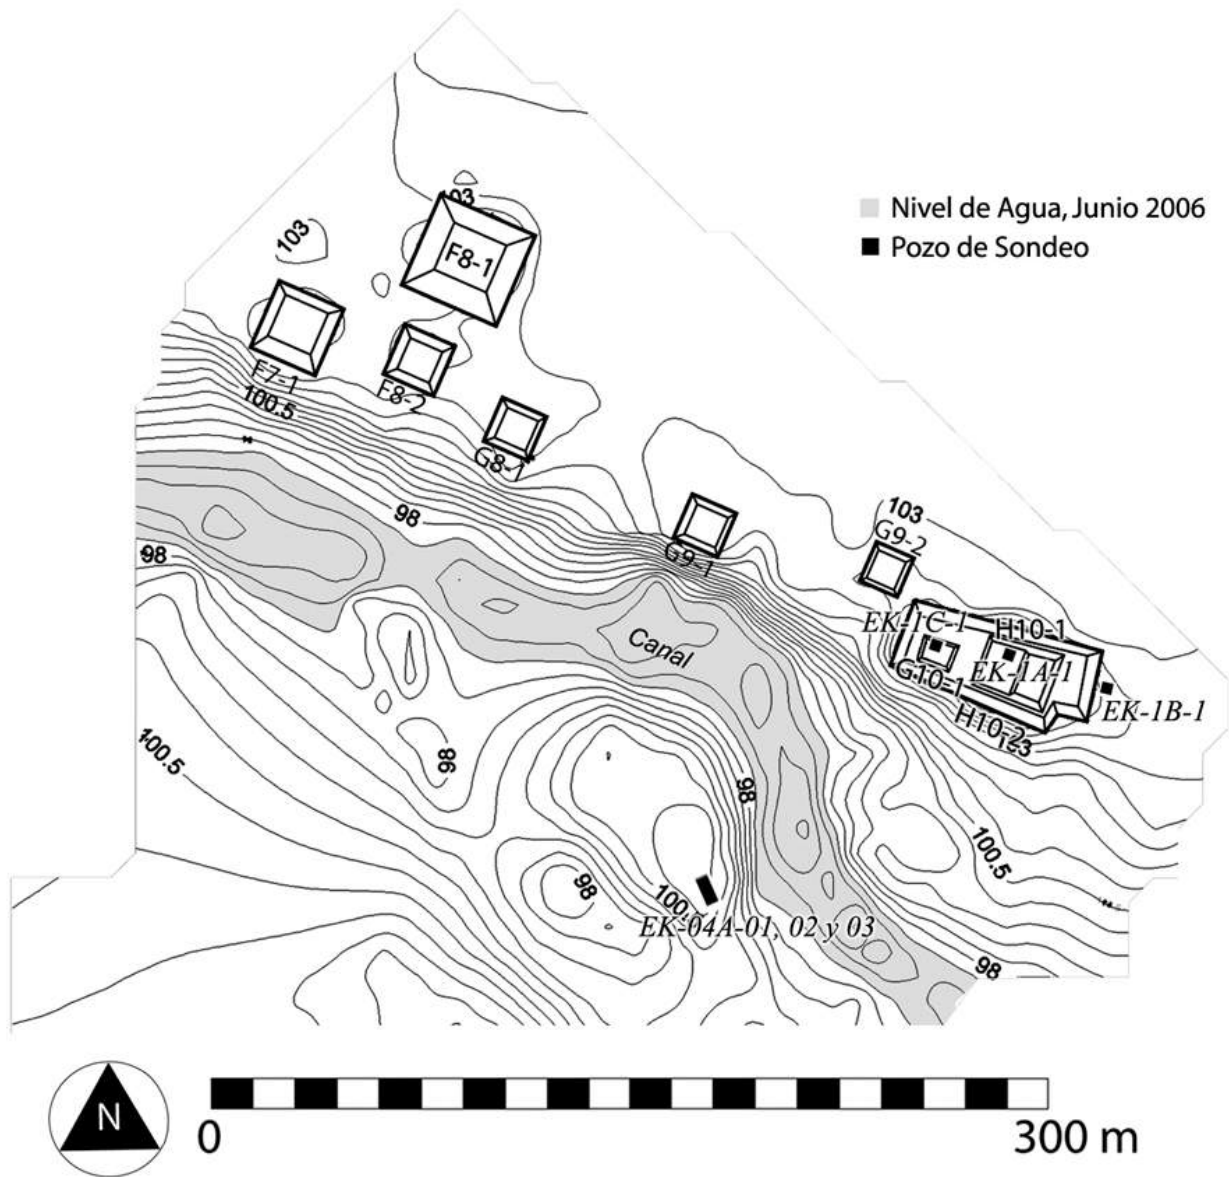 103
Nivel de Agua, Junio 2006
Pozo de Sondeo
103
F8-1
F7-1
F8-2
100.5
G8-1
98
103
G9-2
G9-1
98
EK-1C-1
H10-1
Canal
G10-1
EK-1A-1
EK-1B-1
H10-2
123
100.5
98
98
100.5
98
EK-04A-01, 02 y 03
98
N
0
300 m